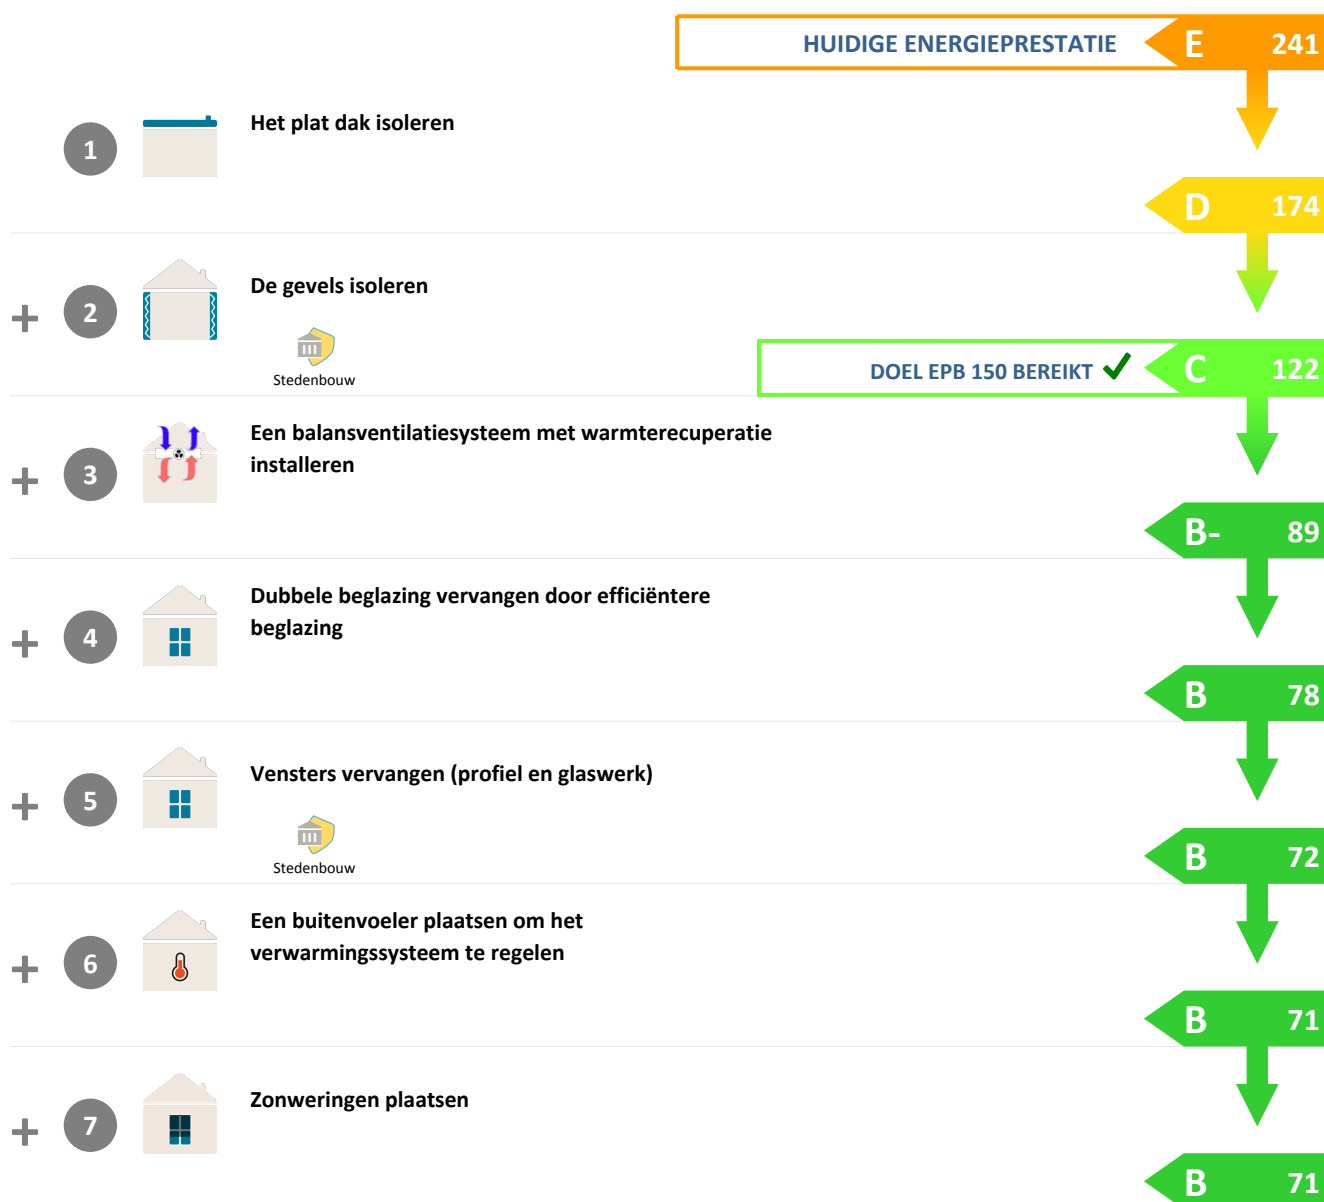 HUIDIGE ENERGIEPRESTATIE E 241
1 Het plat dak isoleren
D 174
+ 2 De gevels isoleren
Stedenbouw
DOEL EPB 150 BEREIKT ✔ C 122
+ 3 Een balansventilatiesysteem met warmterecuperatie
installeren
B- 89
+ 4 Dubbele beglazing vervangen door efficiëntere
beglazing
B 78
+ 5 Vensters vervangen (profiel en glaswerk)
Stedenbouw
B 72
+ 6 Een buitenvoeler plaatsen om het
verwarmingssysteem te regelen
B 71
+ 7 Zonweringen plaatsen
B 71